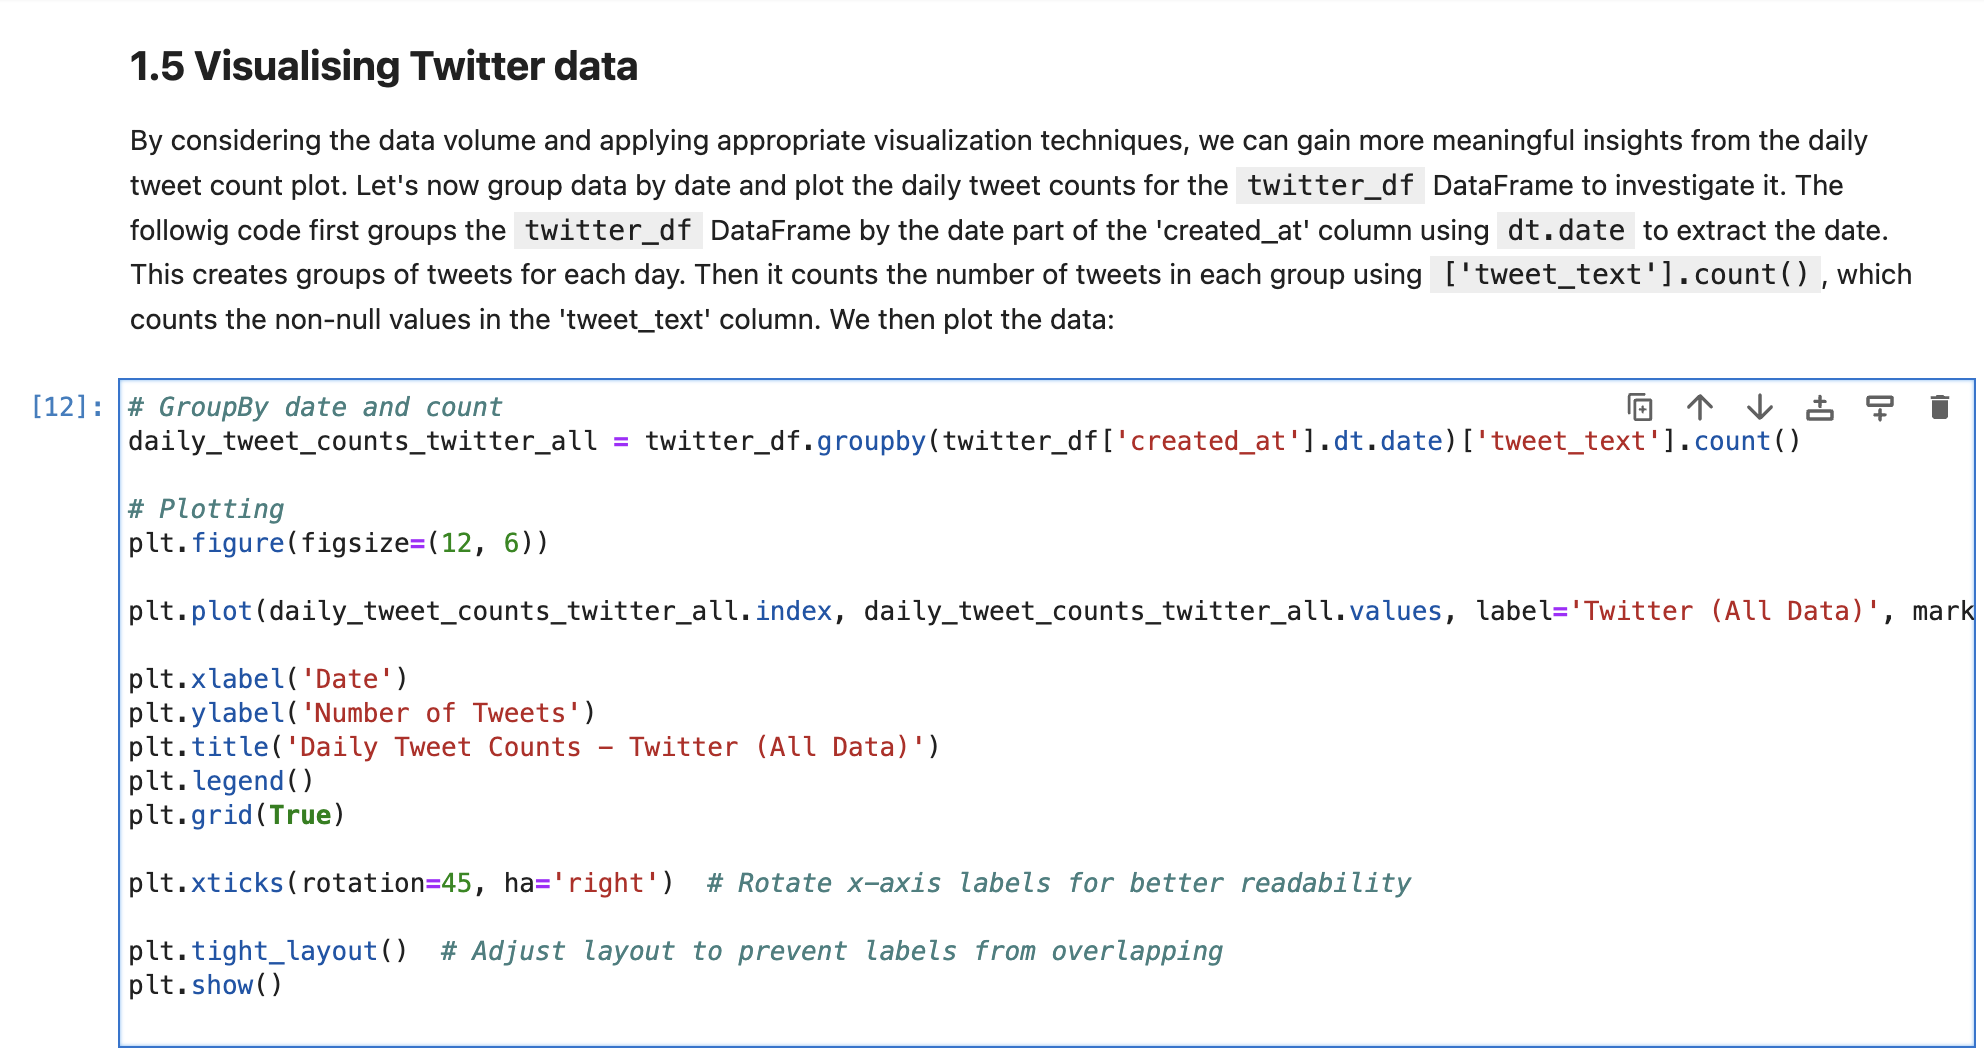 1.5 Visualising Twitter data
By considering the data volume and applying appropriate visualization techniques, we can gain more meaningful insights from the daily
tweet count plot. Let's now group data by date and plot the daily tweet counts for the twitter_df DataFrame to investigate it. The
followig code first groups the twitter_df DataFrame by the date part of the 'created_at' column using dt.date to extract the date.
This creates groups of tweets for each day. Then it counts the number of tweets in each group using ['tweet_text'].count(), which
counts the non-null values in the 'tweet_text' column. We then plot the data:
[12]: # GroupBy date and count
daily_tweet_counts_twitter_all = twitter_df.groupby(twitter_df['created_at'].dt.date)['tweet_text'].count()
# Plotting
plt.figure(figsize=(12, 6))
plt.plot(daily_tweet_counts_twitter_all.index, daily_tweet_counts_twitter_all.values, label='Twitter (All Data)', mark
plt.xlabel('Date')
plt.ylabel('Number of Tweets')
plt.title('Daily Tweet Counts - Twitter (All Data)')
plt.legend()
plt.grid(True)
plt.xticks(rotation=45, ha='right')  # Rotate x-axis labels for better readability
plt.tight_layout()  # Adjust layout to prevent labels from overlapping
plt.show()